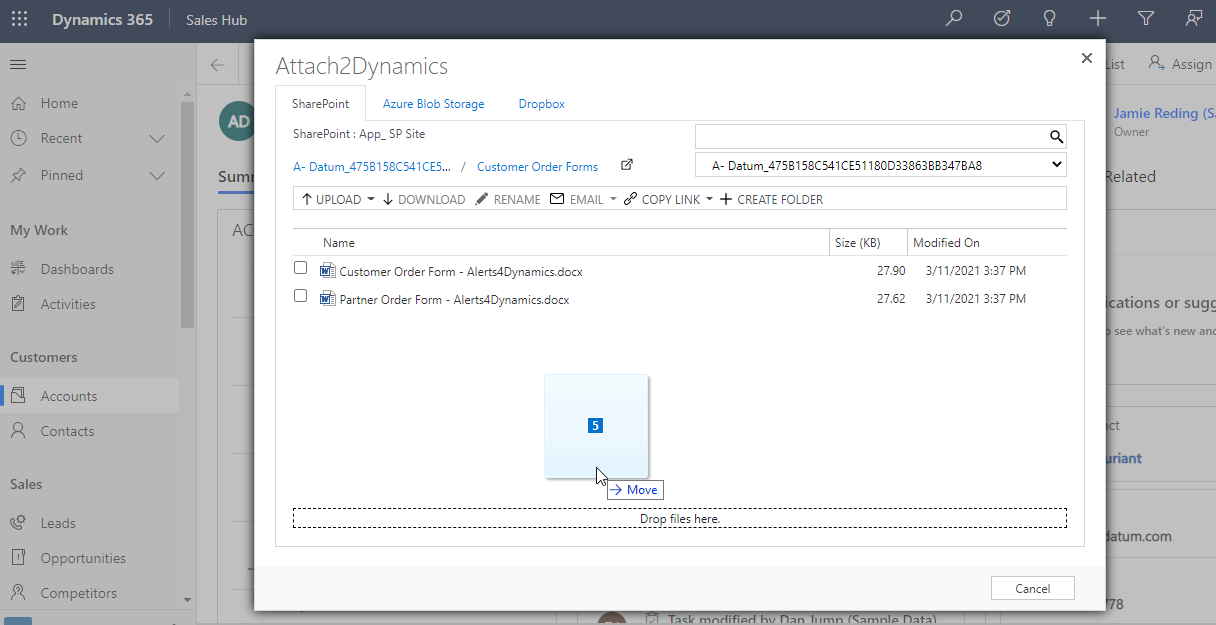 Dynamics 365
Sales Hub
Home
Recent
Pinned
My Work
Dashboards
Activities
Customers
Accounts
Contacts
Sales
Leads
Opportunities
Competitors
AD
Attach2Dynamics
SharePoint
Azure Blob Storage
Dropbox
SharePoint : App_ SP Site
A- Datum_475B158C541CE5... / Customer Order Forms
A- Datum_475B158C541CE51180D33863BB347BA8
UPLOAD
DOWNLOAD
RENAME
EMAIL
COPY LINK
CREATE FOLDER
Name
Size (KB)
Modified On
Customer Order Form - Alerts4Dynamics.docx
27.90
3/11/2021 3:37 PM
Partner Order Form - Alerts4Dynamics.docx
27.62
3/11/2021 3:37 PM
5
Move
Drop files here.
Cancel
List
Assign
Jamie Reding (Sa
Owner
Related
ications or sugg
o see what's new and
act
uriant
datum.com
778
Task modified by Dan Jump (Sample Data)